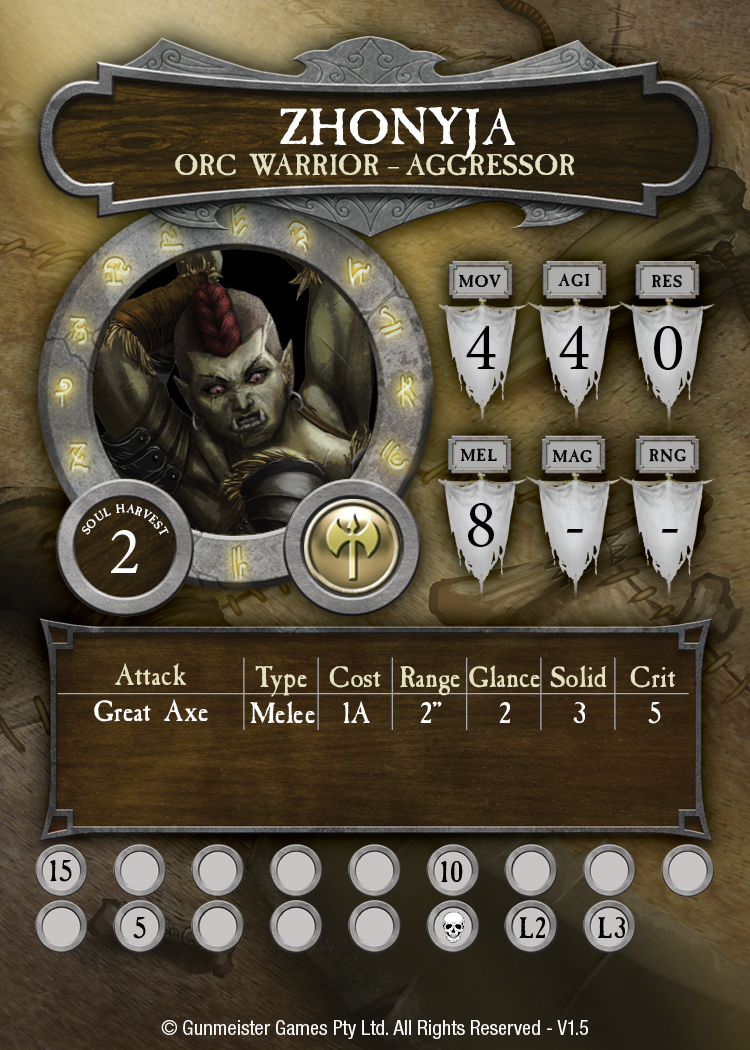 ZHONYJA
ORC WARRIOR – AGGRESSOR
MOV AGI RES
4 4 0
MEL MAG RNG
8 - -
SOUL HARVEST
2
Attack Type Cost Range Glance Solid Crit
Great Axe Melee 1A 2” 2 3 5
15 10
5 L2 L3
© Gunmeister Games Pty Ltd. All Rights Reserved - V1.5